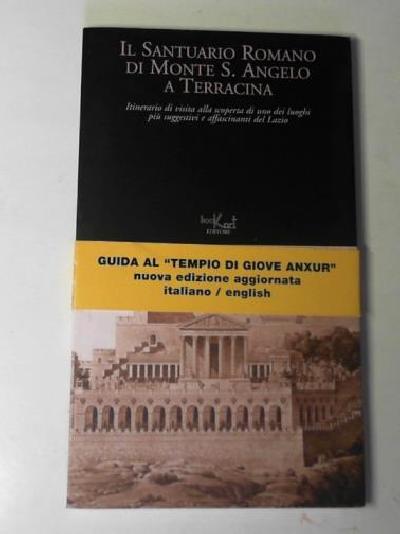 IL SANTUARIO ROMANO
DI MONTE S. ANGELO
A TERRACINA
Itinerario di visita alla scoperta di uno dei luoghi
più suggestivi e affascinanti del Lazio
GUIDA AL "TEMPIO DI GIOVE ANXUR"
nuova edizione aggiornata
italiano / english